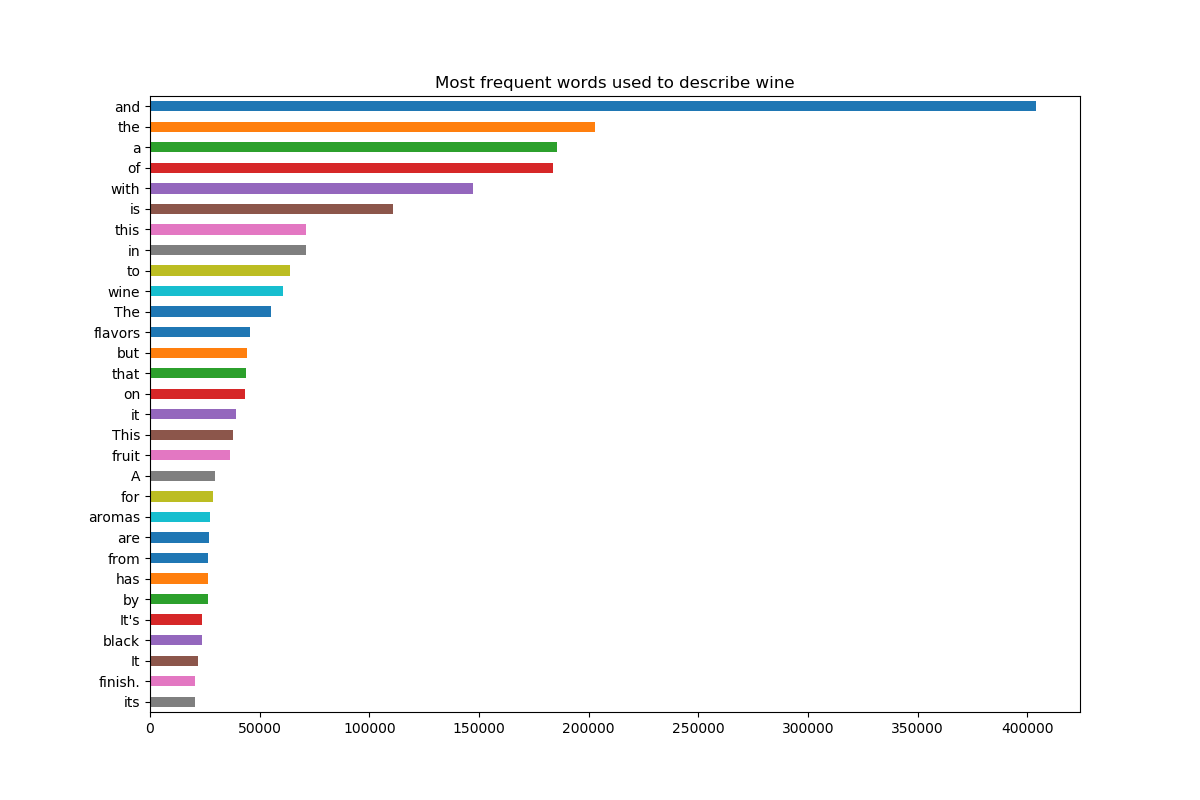 Most frequent words used to describe wine
and
the
a
of
with
is
this
in
to
wine
The
flavors
but
that
on
it
This
fruit
A
for
aromas
are
from
has
by
It's
black
It
finish.
its
0 50000 100000 150000 200000 250000 300000 350000 400000